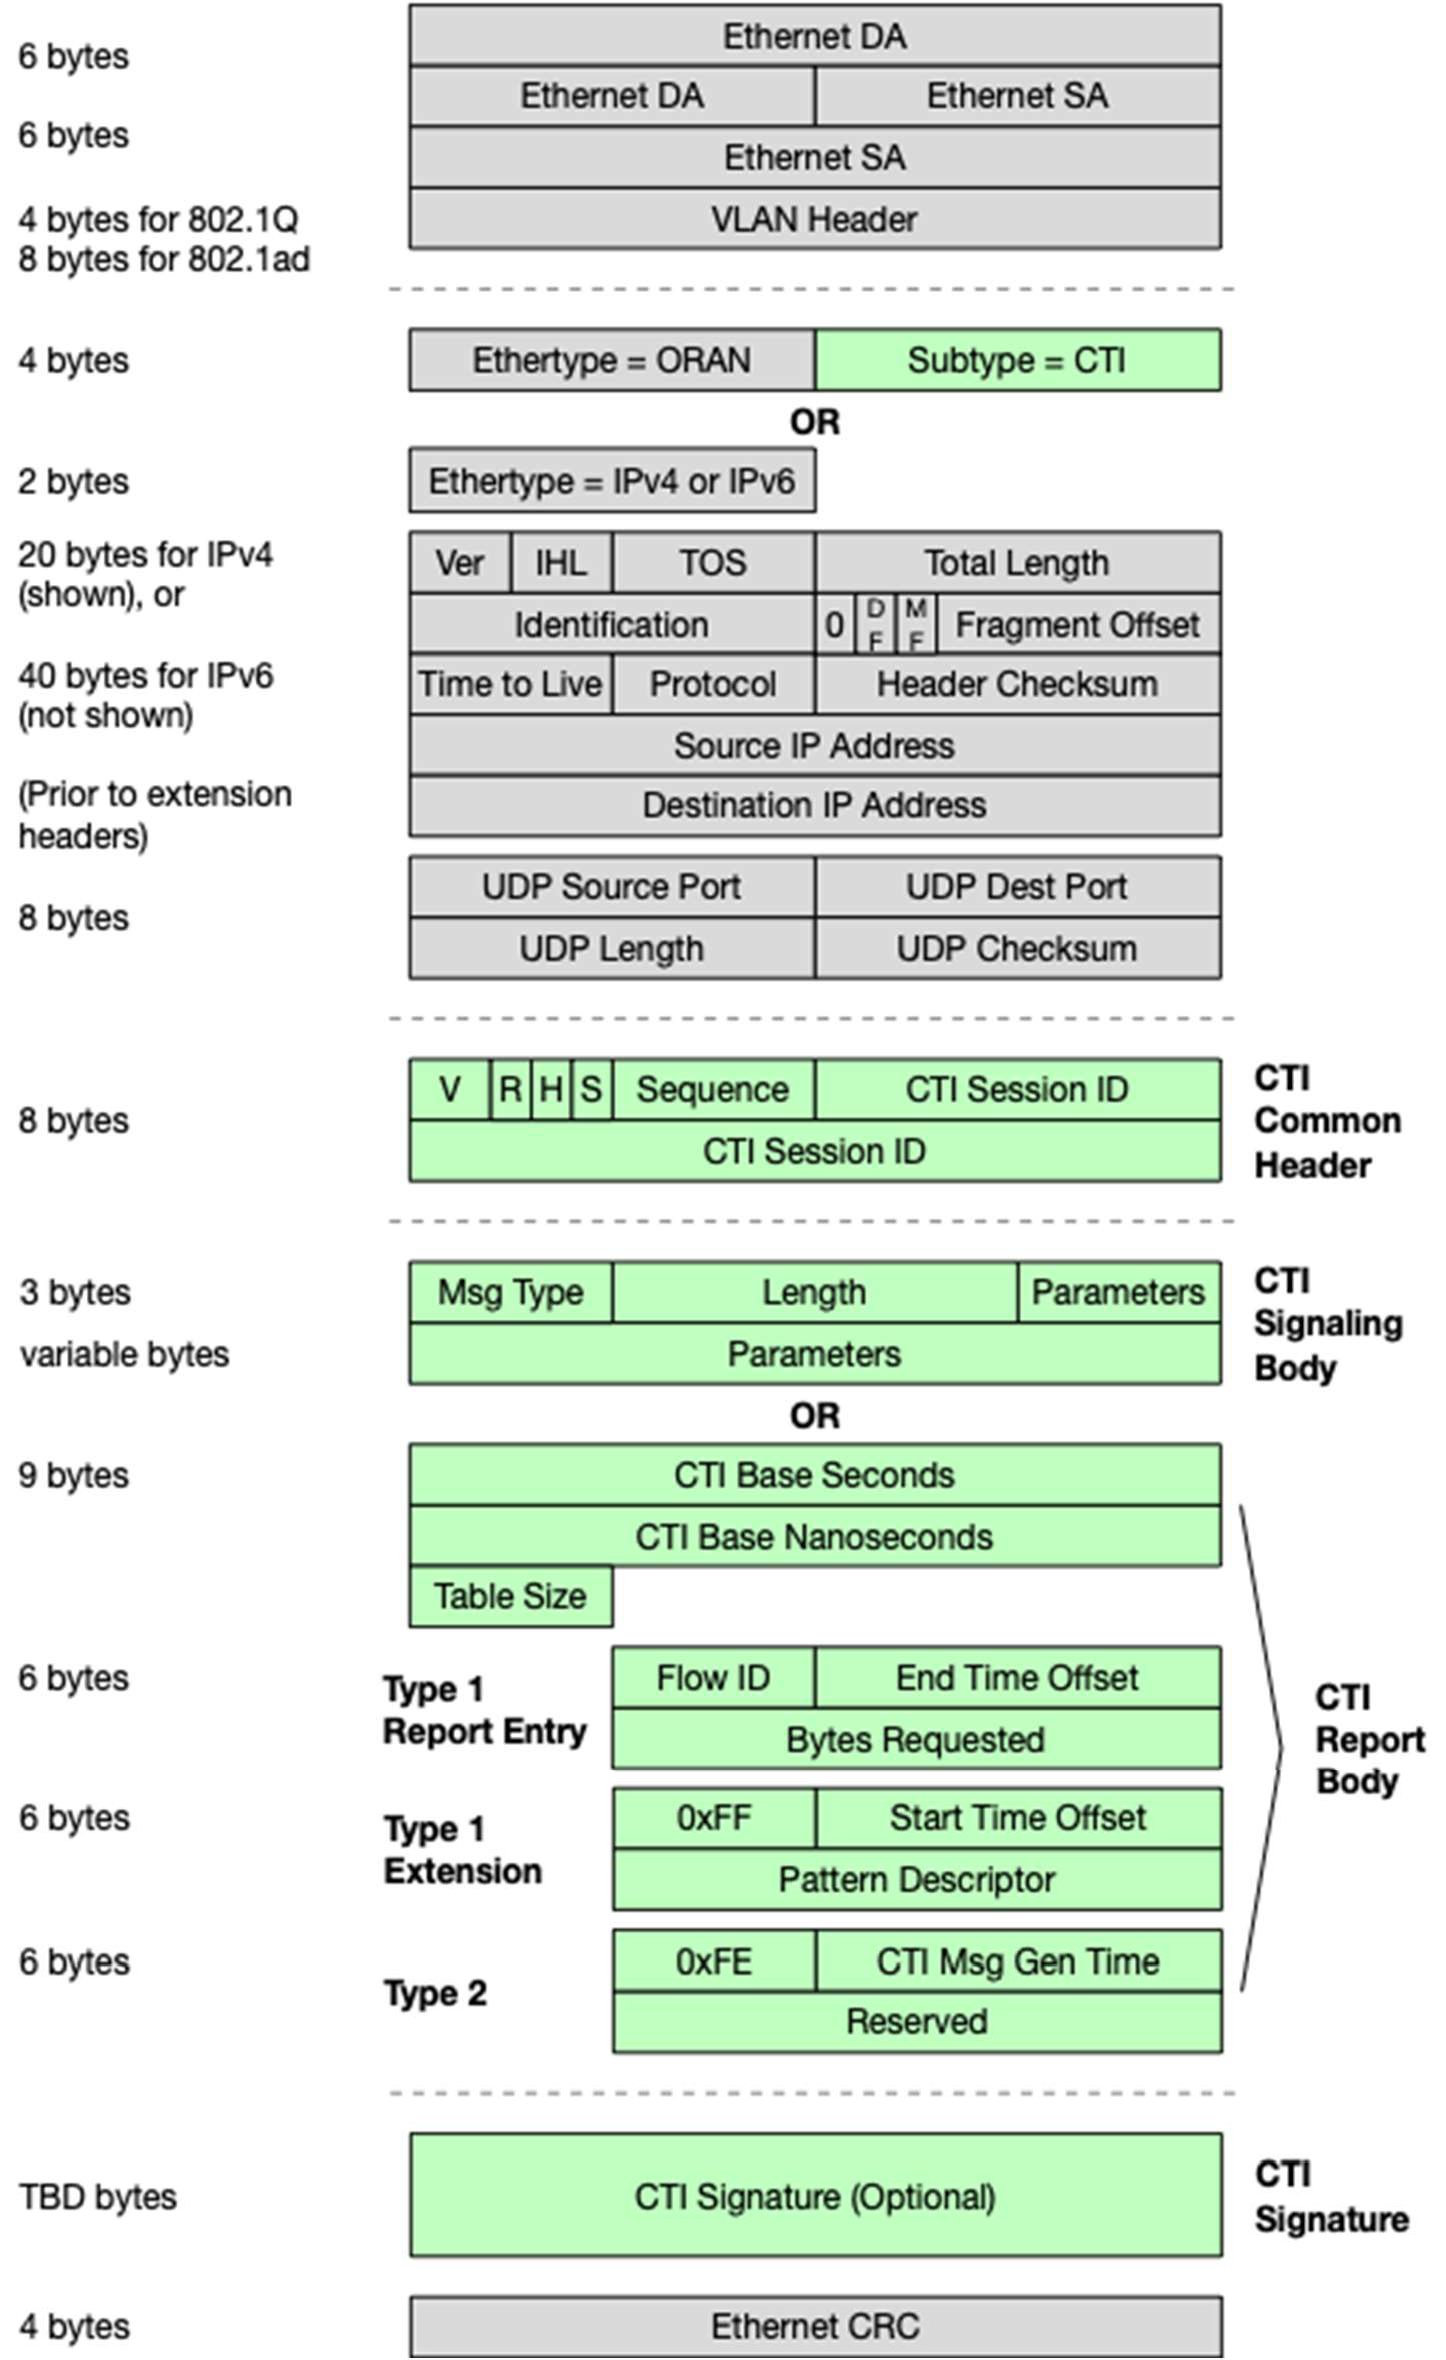 Ethernet DA
6 bytes
Ethernet DA Ethernet SA
6 bytes
Ethernet SA
4 bytes for 802.1Q
8 bytes for 802.1ad
VLAN Header
4 bytes
Ethertype = ORAN Subtype = CTI
OR
2 bytes
Ethertype = IPv4 or IPv6
20 bytes for IPv4
(shown), or
Ver IHL TOS Total Length
Identification 0 DF MF Fragment Offset
40 bytes for IPv6
(not shown)
Time to Live Protocol Header Checksum
Source IP Address
(Prior to extension
headers)
Destination IP Address
UDP Source Port UDP Dest Port
8 bytes
UDP Length UDP Checksum
8 bytes
V R H S Sequence CTI Session ID
CTI Session ID
CTI
Common
Header
3 bytes
Msg Type Length Parameters
variable bytes
Parameters
CTI
Signaling
Body
OR
9 bytes
CTI Base Seconds
CTI Base Nanoseconds
Table Size
6 bytes
Type 1
Report Entry
Flow ID End Time Offset
Bytes Requested
CTI
Report
Body
6 bytes
Type 1
Extension
0xFF Start Time Offset
Pattern Descriptor
6 bytes
Type 2
0xFE CTI Msg Gen Time
Reserved
TBD bytes
CTI Signature (Optional)
CTI
Signature
4 bytes
Ethernet CRC